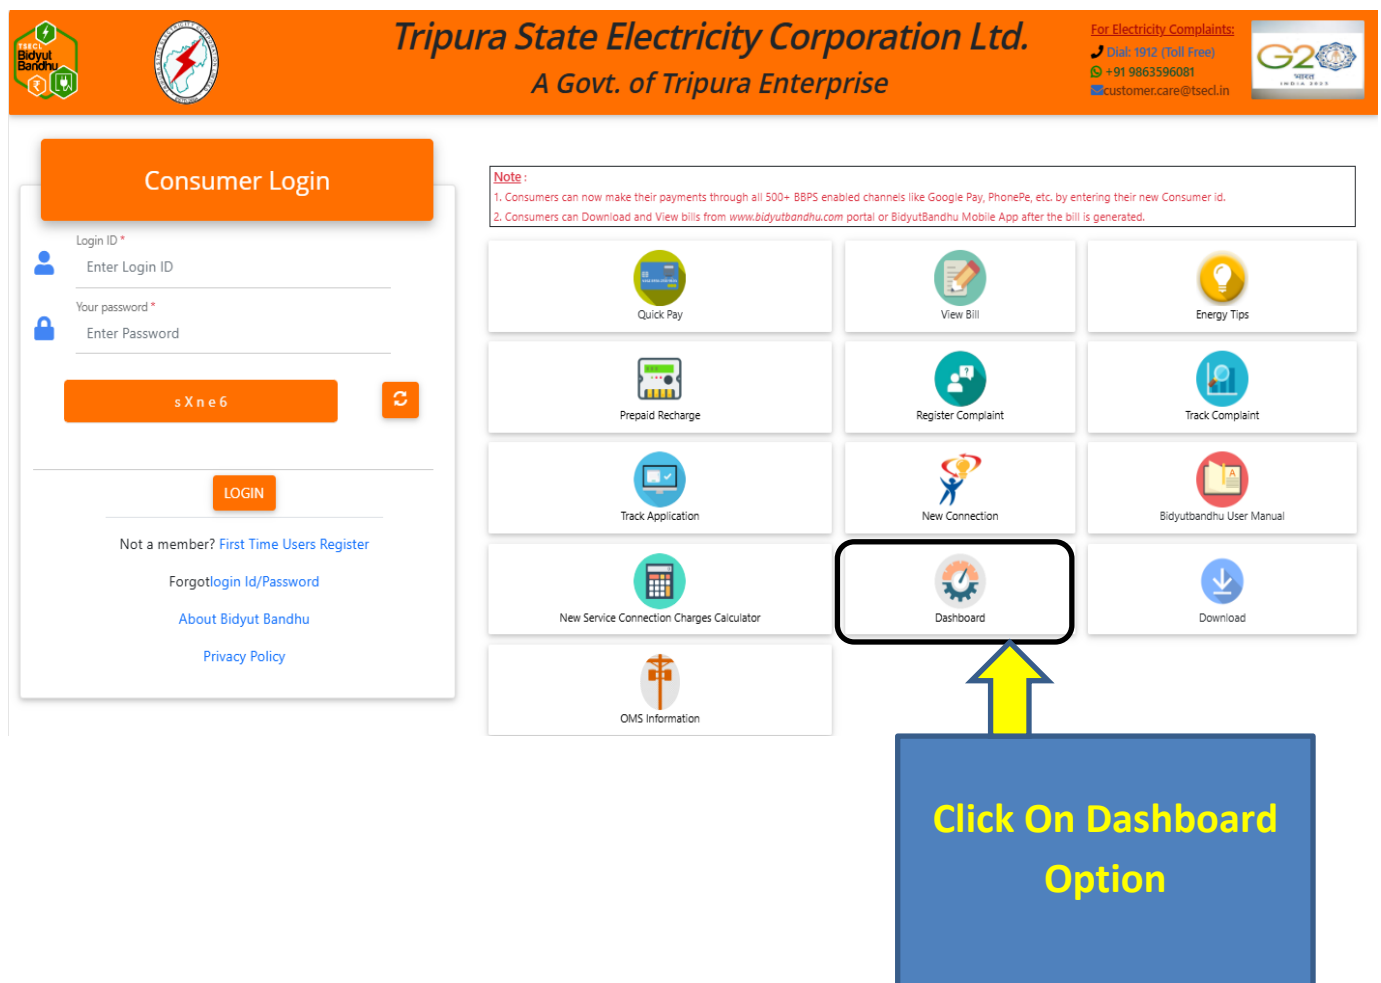 TSECL
Bidyut
Bandhu
Tripura State Electricity Corporation Ltd.
A Govt. of Tripura Enterprise
For Electricity Complaints:
Dial: 1912 (Toll Free)
+91 9863596081
customer.care@tsecl.in
G20
भारत
INDIA 2023
Consumer Login
Login ID *
Enter Login ID
Your password *
Enter Password
sXne6
LOGIN
Not a member? First Time Users Register
Forgotlogin Id/Password
About Bidyut Bandhu
Privacy Policy
Note :
1. Consumers can now make their payments through all 500+ BBPS enabled channels like Google Pay, PhonePe, etc. by entering their new Consumer id.
2. Consumers can Download and View bills from www.bidyutbandhu.com portal or BidyutBandhu Mobile App after the bill is generated.
Quick Pay
View Bill
Energy Tips
Prepaid Recharge
Register Complaint
Track Complaint
Track Application
New Connection
Bidyutbandhu User Manual
New Service Connection Charges Calculator
Dashboard
Download
OMS Information
Click On Dashboard
Option